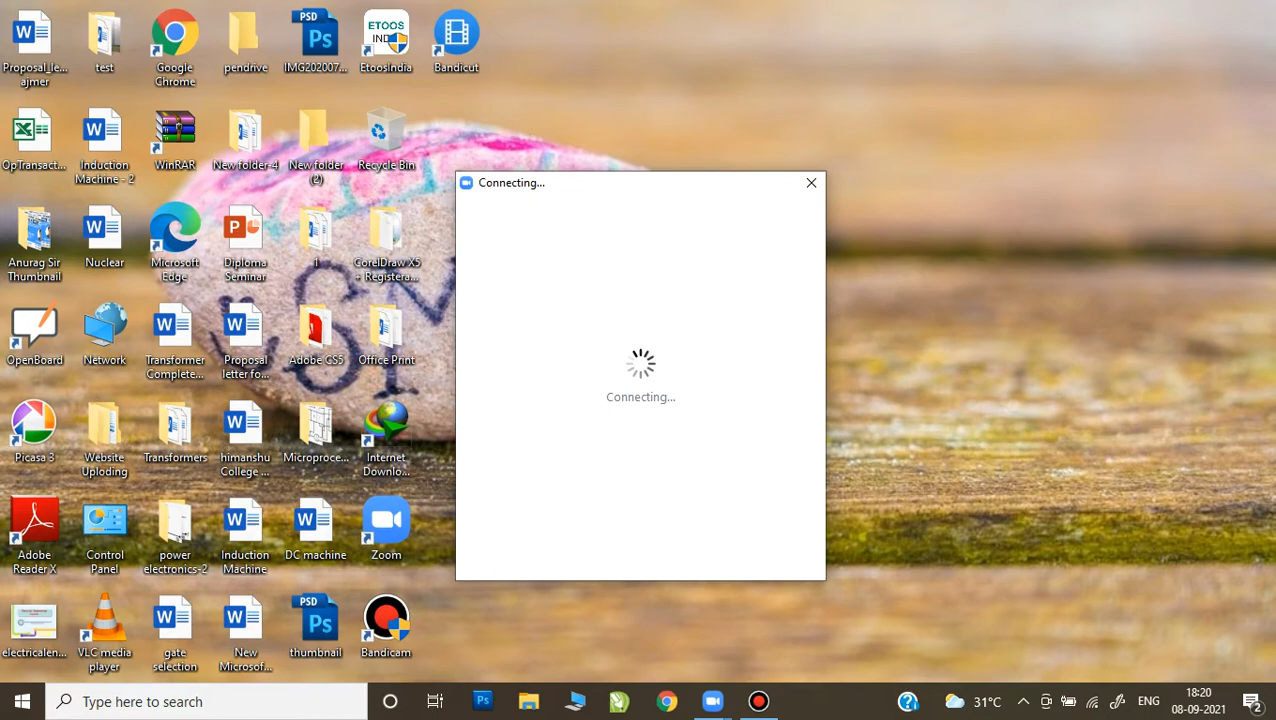 Proposal_le...
ajmer
test
Google
Chrome
pendrive
PSD
Ps
IMG202007...
ETOOS
EtoosIndia
Bandicut
OpTransact...
Induction
Machine - 2
WinRAR
New folder-4
New folder
(2)
Recycle Bin
Anurag Sir
Thumbnail
Nuclear
Microsoft
Edge
Diploma
Seminar
1
CorelDraw X5
+ Registera...
OpenBoard
Network
Transformer
Complete...
Proposal
letter fo...
Adobe CS5
Office Print
Picasa 3
Website
Uploding
Transformers
himanshu
College ...
Microproce...
Internet
Downlo...
Adobe
Reader X
Control
Panel
power
electronics-2
Induction
Machine
DC machine
Zoom
electricalen...
VLC media
player
gate
selection
New
Microsof...
PSD
Ps
thumbnail
Bandicam
Connecting...
Connecting...
Type here to search
Ps
31°C
ENG
18:20
08-09-2021
2